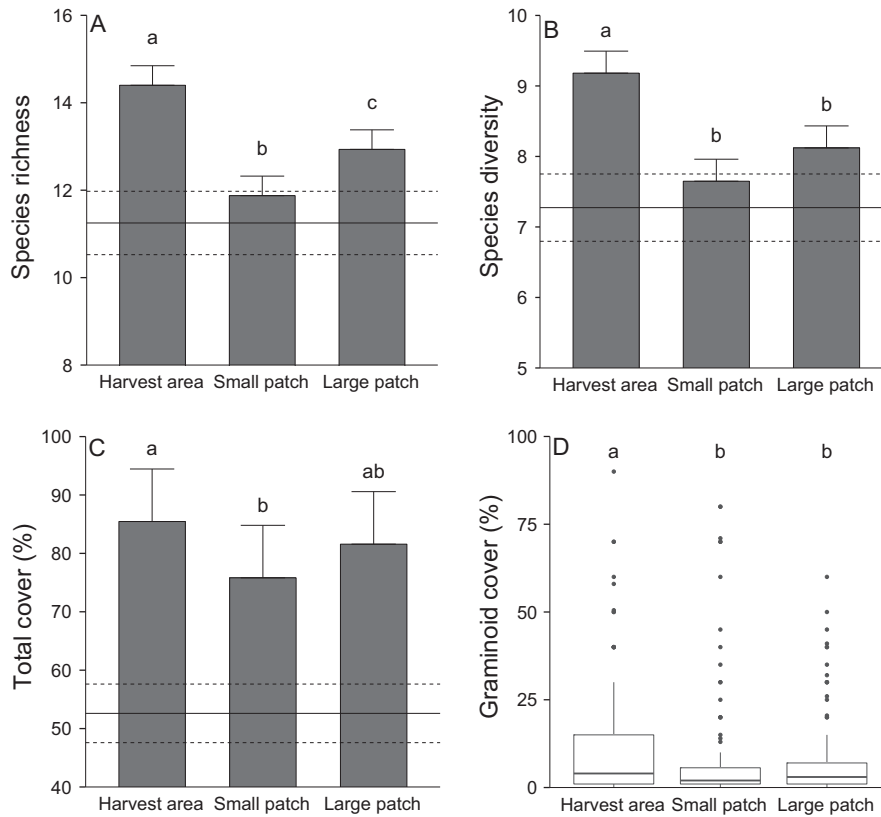 A
16
14
12
10
8
Species richness
a
b
c
Harvest area Small patch Large patch
B
10
9
8
7
6
5
Species diversity
a
b
b
Harvest area Small patch Large patch
C
100
90
80
70
60
50
40
Total cover (%)
a
b
ab
Harvest area Small patch Large patch
D
100
75
50
25
0
Graminoid cover (%)
a
b
b
Harvest area Small patch Large patch